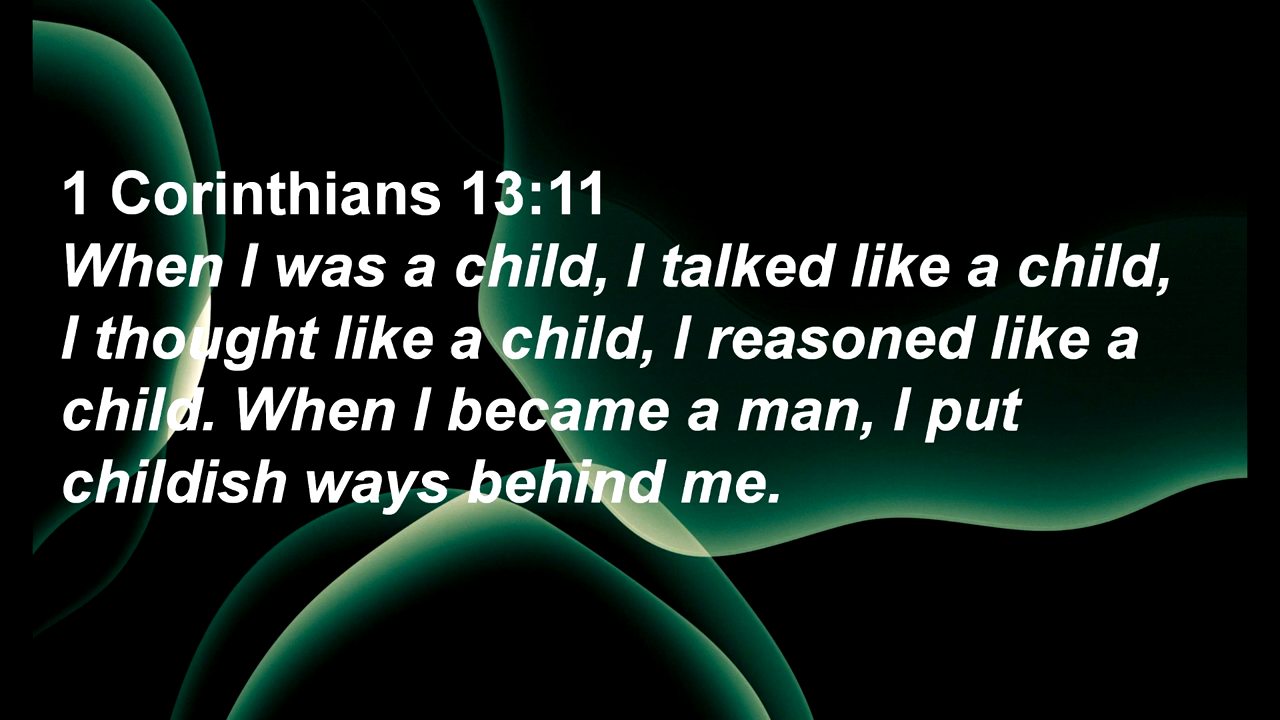 1 Corinthians 13:11
When I was a child, I talked like a child,
I thought like a child, I reasoned like a
child. When I became a man, I put
childish ways behind me.